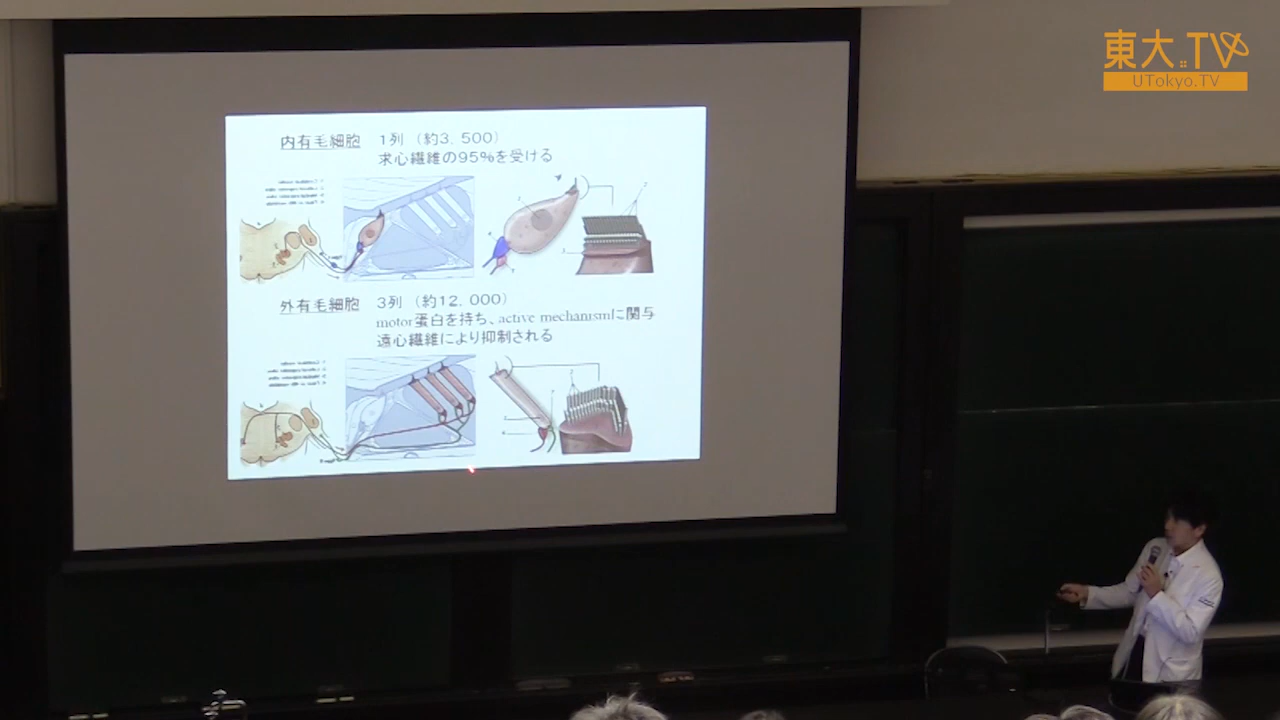 東大.TV
UTokyo.TV
内有毛細胞 1列 (約3,500)
求心繊維の95%を受ける
外有毛細胞 3列 (約12,000)
motor蛋白を持ち、active mechanismに関与
遠心繊維により抑制される